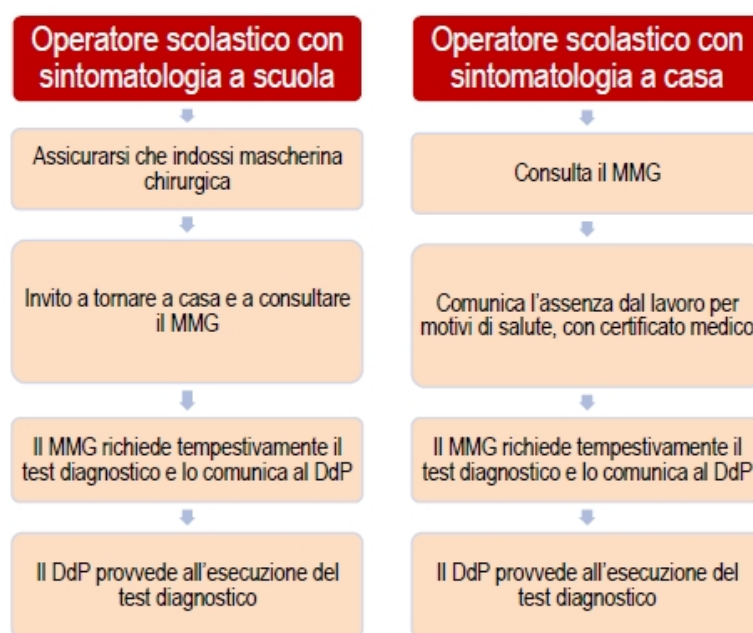 Operatore scolastico con
sintomatologia a scuola
Assicurarsi che indossi mascherina
chirurgica
Invito a tornare a casa e a consultare
il MMG
Il MMG richiede tempestivamente il
test diagnostico e lo comunica al DdP
Il DdP provvede all'esecuzione del
test diagnostico
Operatore scolastico con
sintomatologia a casa
Consulta il MMG
Comunica l'assenza dal lavoro per
motivi di salute, con certificato medico
Il MMG richiede tempestivamente il
test diagnostico e lo comunica al DdP
Il DdP provvede all'esecuzione del
test diagnostico